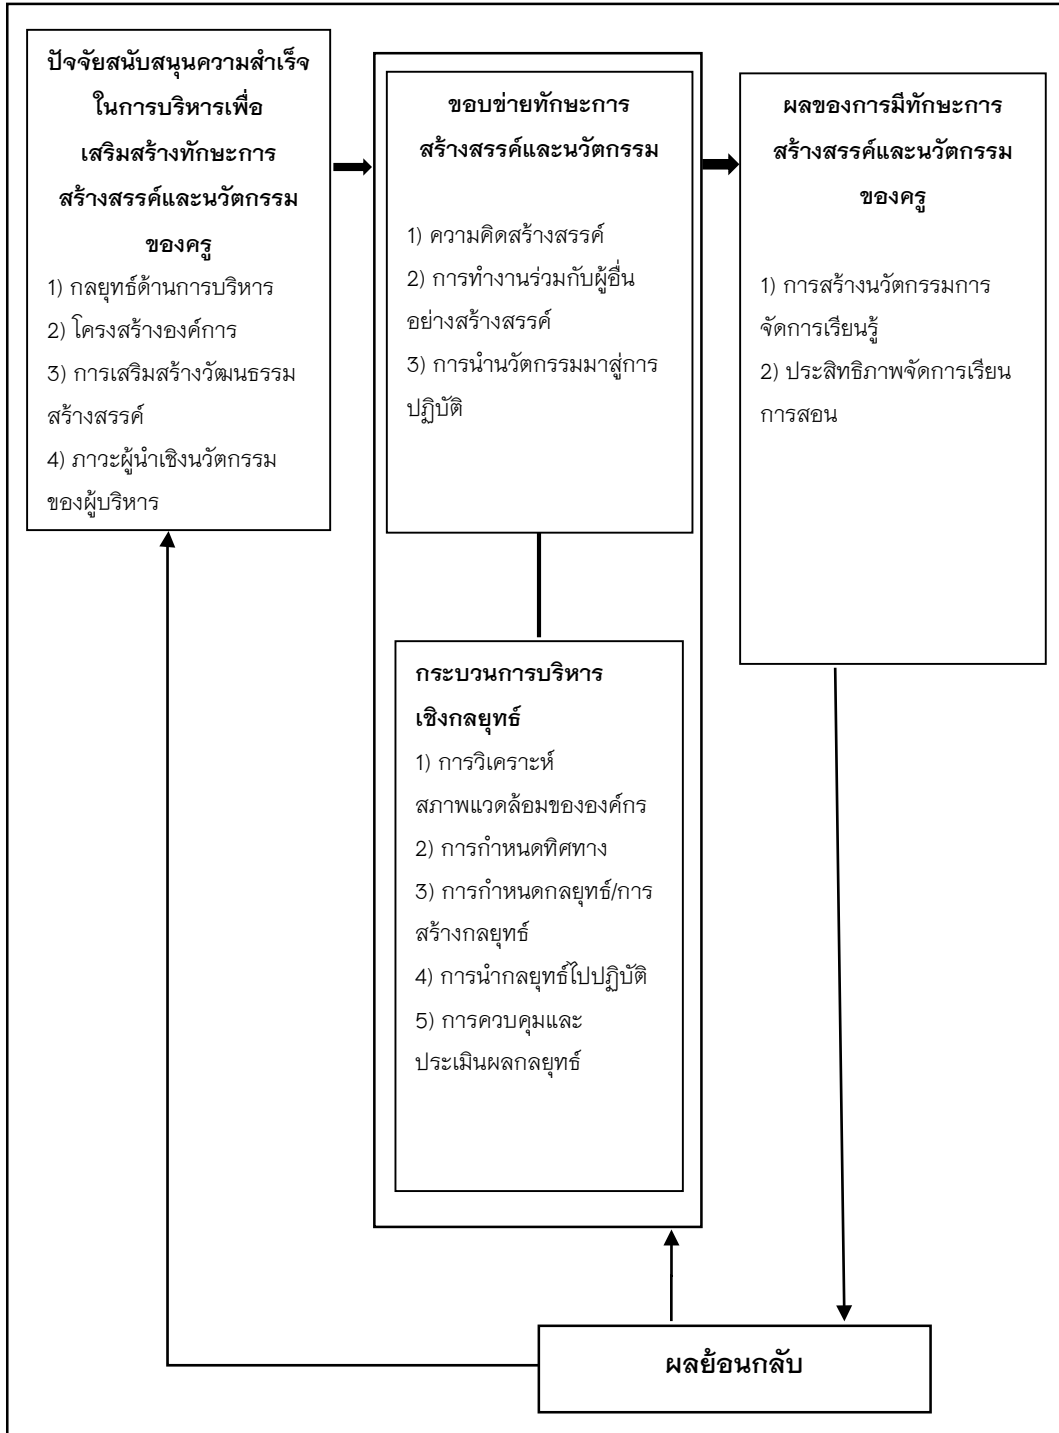 ปัจจัยสนับสนุนความสำเร็จ
ในการบริหารเพื่อ
เสริมสร้างทักษะการ
สร้างสรรค์และนวัตกรรม
ของครู
1) กลยุทธ์ด้านการบริหาร
2) โครงสร้างองค์การ
3) การเสริมสร้างวัฒนธรรม
สร้างสรรค์
4) ภาวะผู้นำเชิงนวัตกรรม
ของผู้บริหาร
ขอบข่ายทักษะการ
สร้างสรรค์และนวัตกรรม
1) ความคิดสร้างสรรค์
2) การทำงานร่วมกับผู้อื่น
อย่างสร้างสรรค์
3) การนำนวัตกรรมมาสู่การ
ปฏิบัติ
กระบวนการบริหาร
เชิงกลยุทธ์
1) การวิเคราะห์
สภาพแวดล้อมขององค์กร
2) การกำหนดทิศทาง
3) การกำหนดกลยุทธ์/การ
สร้างกลยุทธ์
4) การนำกลยุทธ์ไปปฏิบัติ
5) การควบคุมและ
ประเมินผลกลยุทธ์
ผลของการมีทักษะการ
สร้างสรรค์และนวัตกรรม
ของครู
1) การสร้างนวัตกรรมการ
จัดการเรียนรู้
2) ประสิทธิภาพจัดการเรียน
การสอน
ผลย้อนกลับ